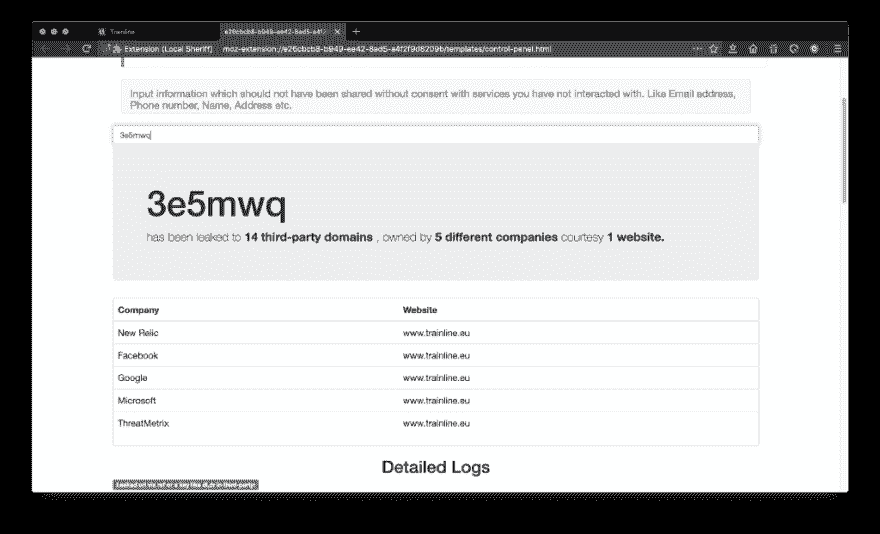 Trainline
e26cbcb8-b949-ee42-8ad5-a4f2
Extension (Local Sheriff)
moz-extension://e26cbcb8-b949-ee42-8ad5-a4f2f9d8209b/templates/control-panel.html
Input information which should not have been shared without consent with services you have not interacted with. Like Email address,
Phone number, Name, Address etc.
3e5mwq
3e5mwq
has been leaked to 14 third-party domains , owned by 5 different companies courtesy 1 website.
Company Website
New Relic www.trainline.eu
Facebook www.trainline.eu
Google www.trainline.eu
Microsoft www.trainline.eu
ThreatMetrix www.trainline.eu
Detailed Logs